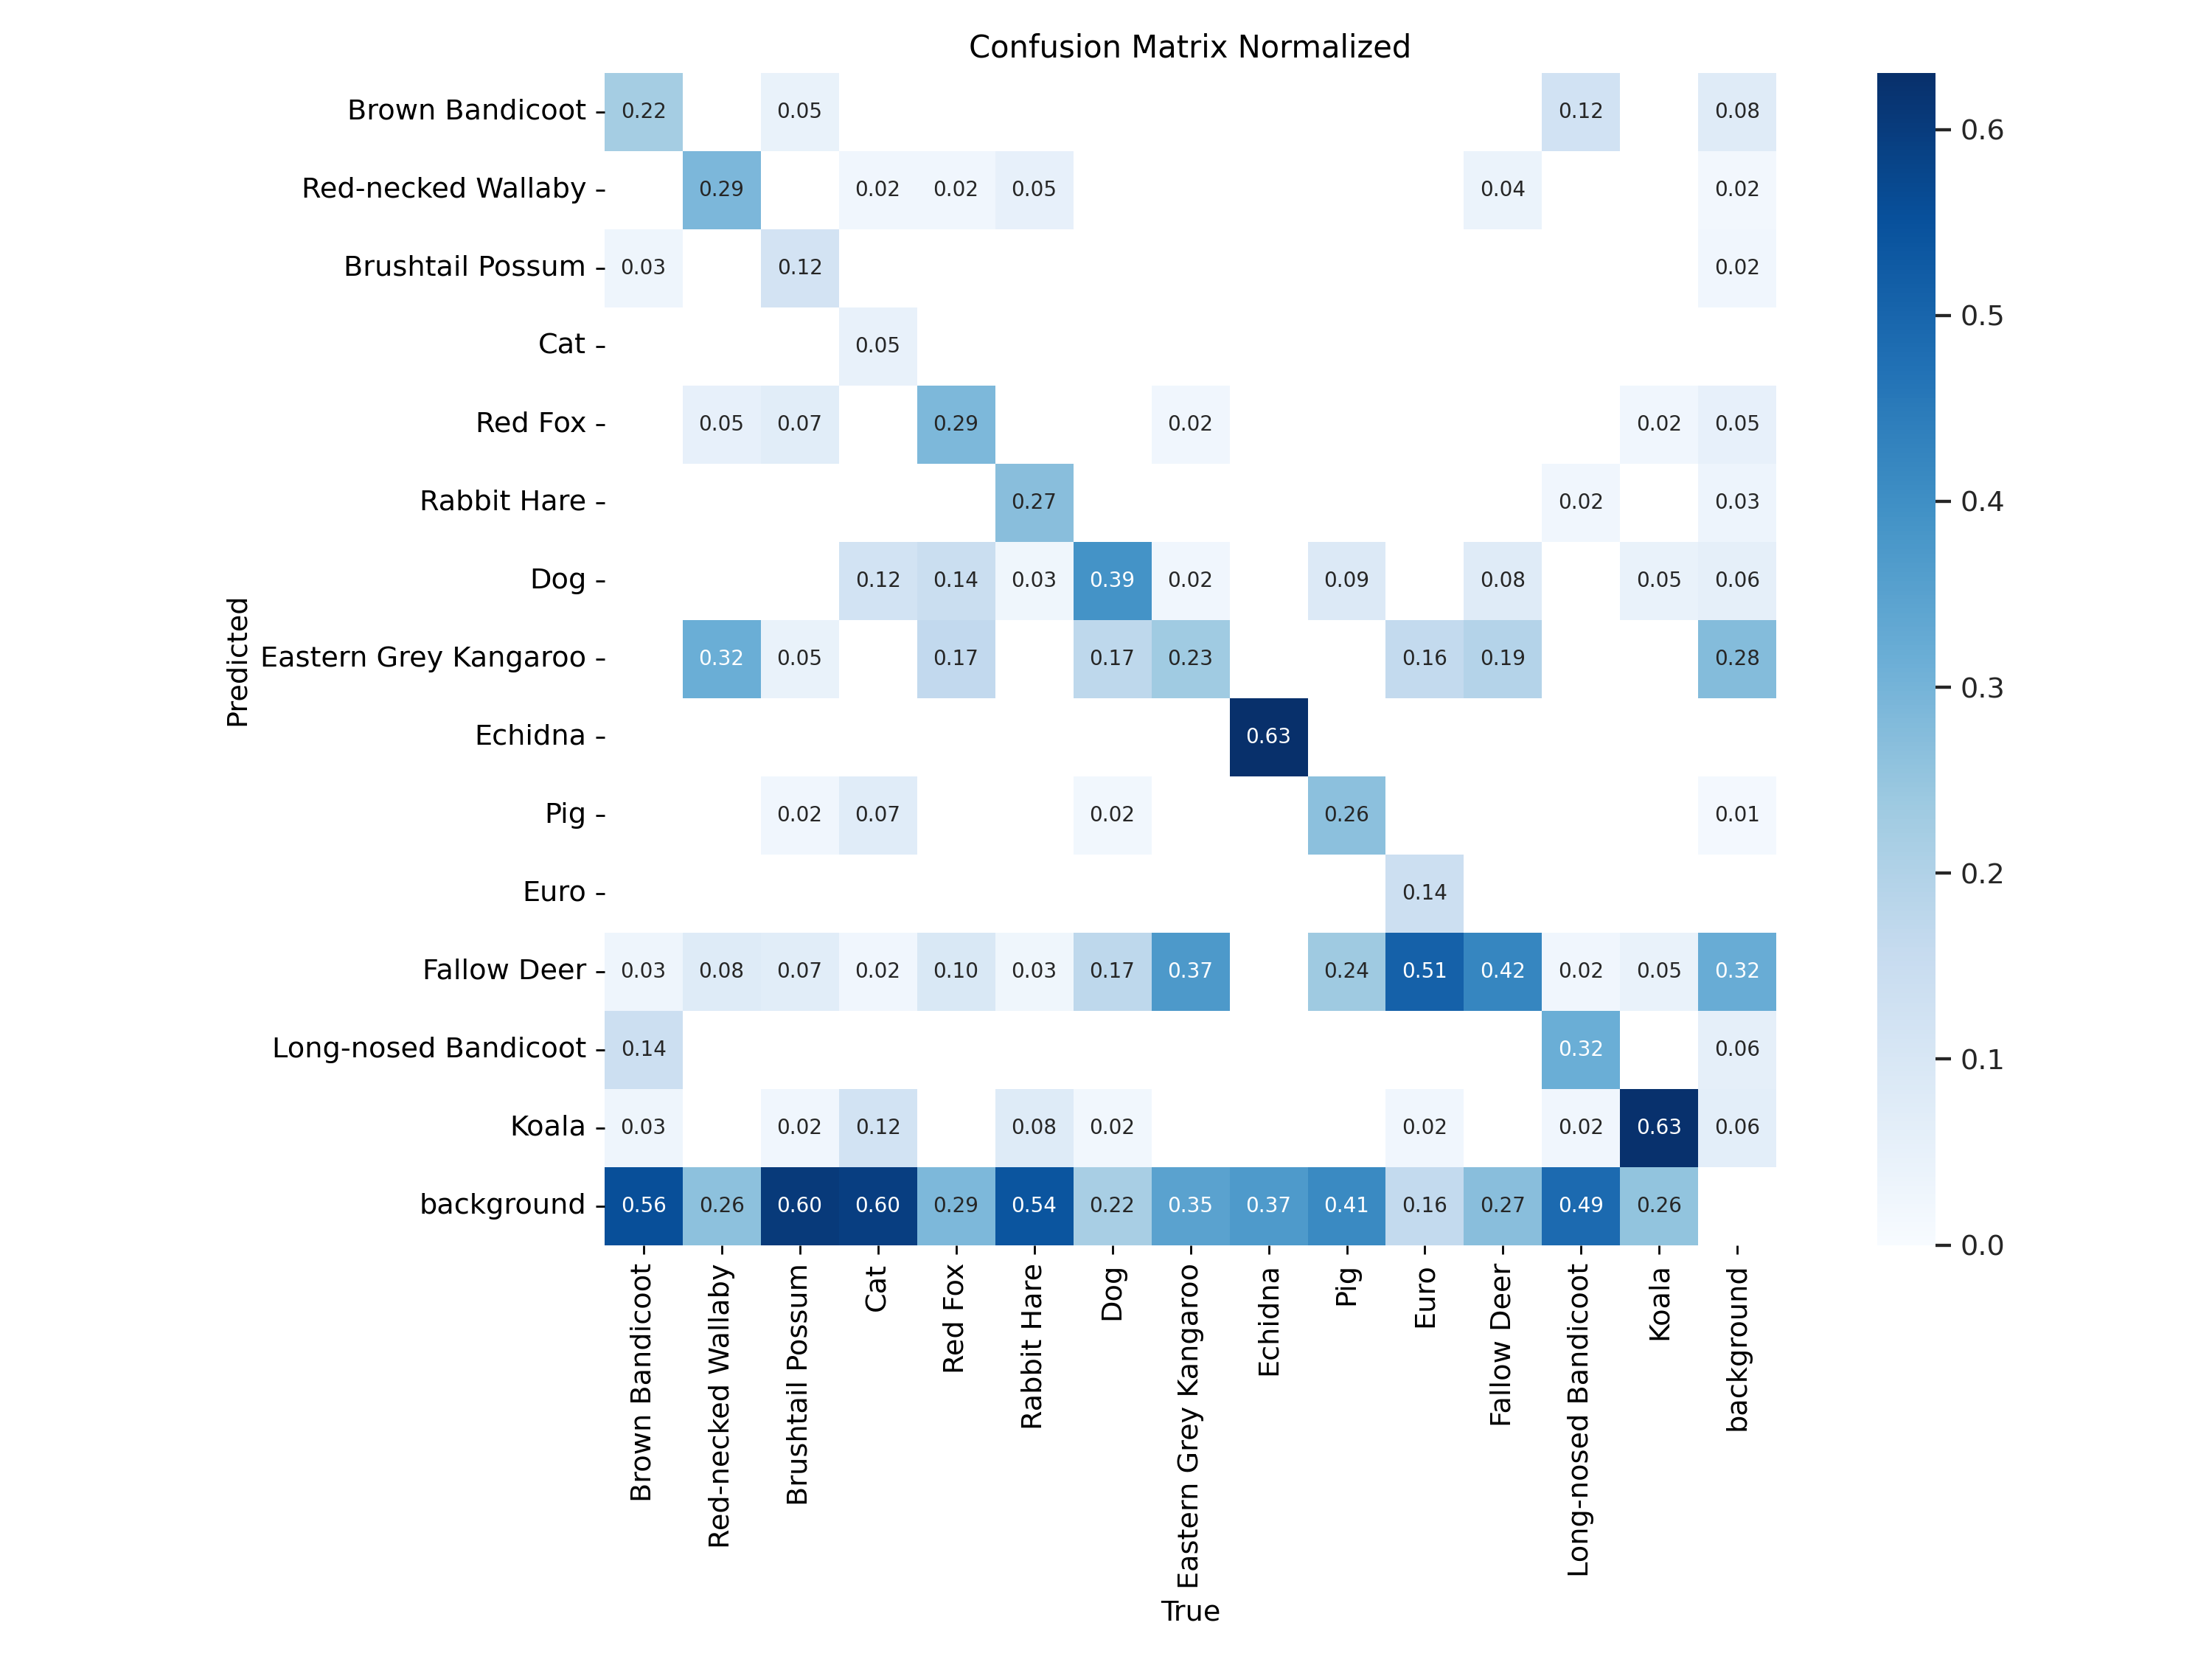 Confusion Matrix Normalized
Predicted
Brown Bandicoot 0.22 0.05 0.12 0.08
Red-necked Wallaby 0.29 0.02 0.02 0.05 0.04 0.02
Brushtail Possum 0.03 0.12 0.02
Cat 0.05
Red Fox 0.05 0.07 0.29 0.02 0.02 0.05
Rabbit Hare 0.27 0.02 0.03
Dog 0.12 0.14 0.03 0.39 0.02 0.09 0.08 0.05 0.06
Eastern Grey Kangaroo 0.32 0.05 0.17 0.17 0.23 0.16 0.19 0.28
Echidna 0.63
Pig 0.02 0.07 0.02 0.26 0.01
Euro 0.14
Fallow Deer 0.03 0.08 0.07 0.02 0.10 0.03 0.17 0.37 0.24 0.51 0.42 0.02 0.05 0.32
Long-nosed Bandicoot 0.14 0.32 0.06
Koala 0.03 0.02 0.12 0.08 0.02 0.02 0.02 0.63 0.06
background 0.56 0.26 0.60 0.60 0.29 0.54 0.22 0.35 0.37 0.41 0.16 0.27 0.49 0.26
Brown Bandicoot
Red-necked Wallaby
Brushtail Possum
Cat
Red Fox
Rabbit Hare
Dog
Eastern Grey Kangaroo
Echidna
Pig
Euro
Fallow Deer
Long-nosed Bandicoot
Koala
background
True
0.6
0.5
0.4
0.3
0.2
0.1
0.0